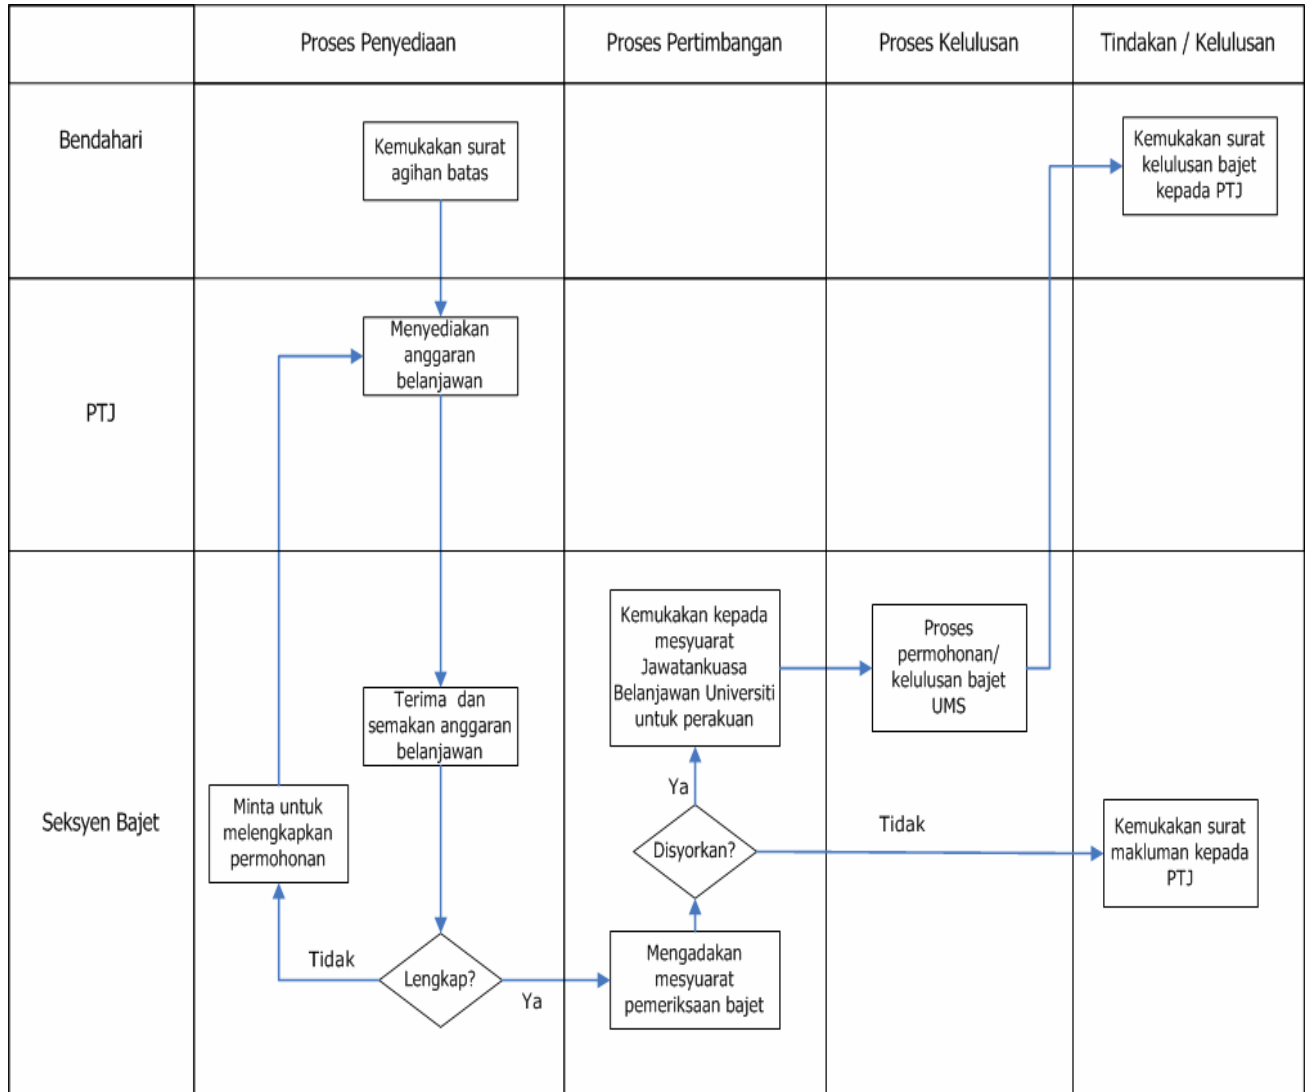 Proses Penyediaan
Proses Pertimbangan
Proses Kelulusan
Tindakan / Kelulusan
Bendahari
Kemukakan surat
agihan batas
Kemukakan surat
kelulusan bajet
kepada PTJ
PTJ
Menyediakan
anggaran
belanjawan
Seksyen Bajet
Terima dan
semakan anggaran
belanjawan
Minta untuk
melengkapkan
permohonan
Tidak
Lengkap?
Ya
Kemukakan kepada
mesyuarat
Jawatankuasa
Belanjawan Universiti
untuk perakuan
Ya
Disyorkan?
Mengadakan
mesyuarat
pemeriksaan bajet
Proses
permohonan/
kelulusan bajet
UMS
Tidak
Kemukakan surat
makluman kepada
PTJ